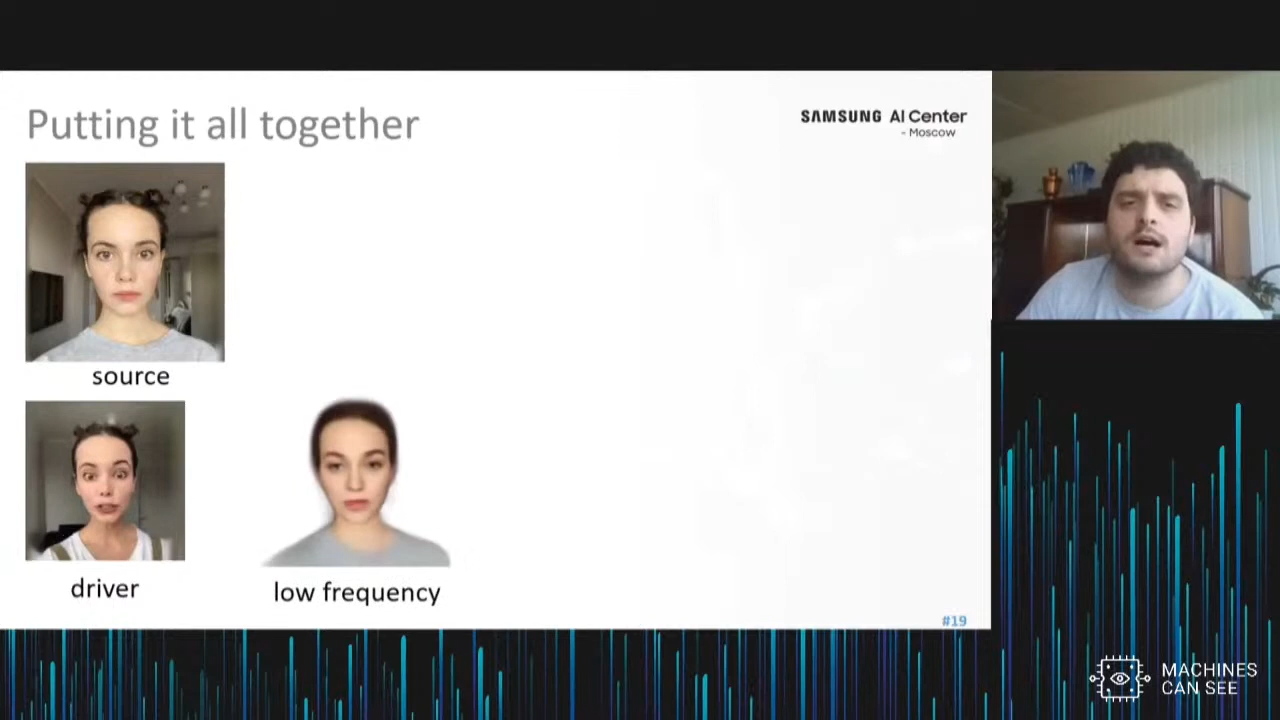 Putting it all together
SAMSUNG AI Center
- Moscow
source
driver
low frequency
#19
MACHINES
CAN SEE